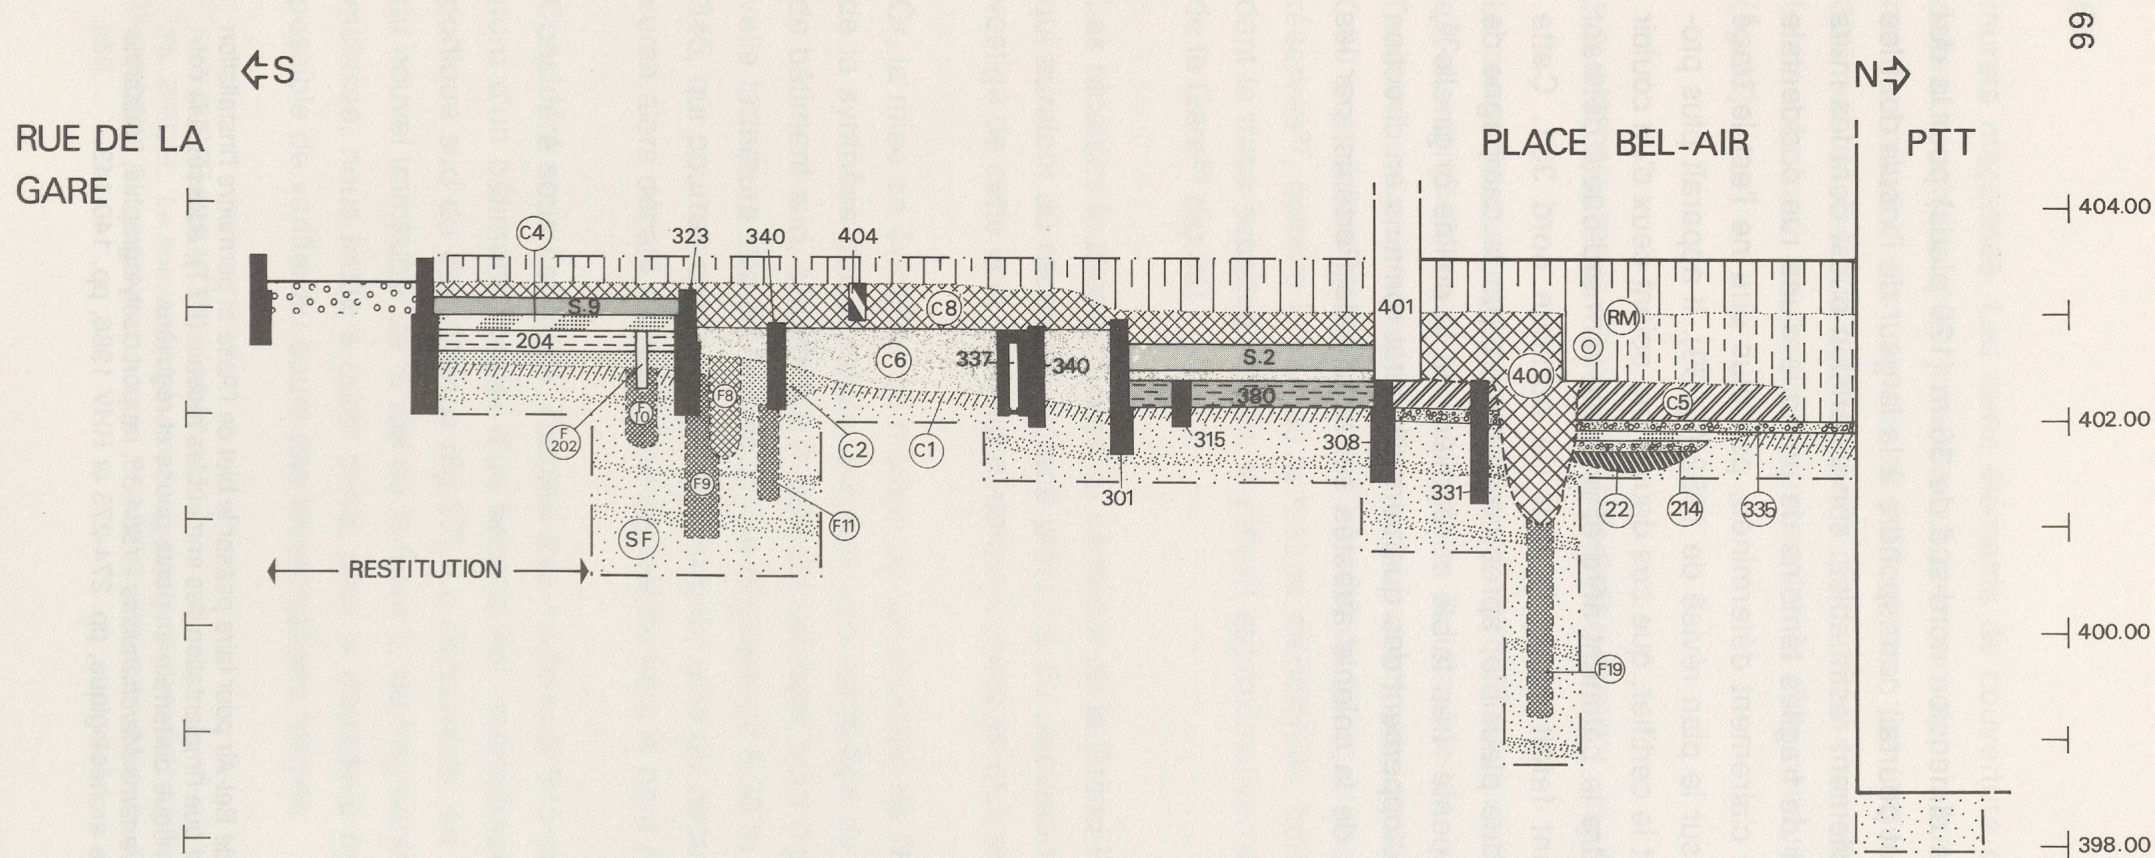 66
S
N
RUE DE LA
GARE
PLACE BEL-AIR
PTT
404.00
C4
323
340
404
S.9
C8
401
RM
204
C6
337
340
S.2
400
F8
380
C5
10
402.00
F
202
C2
C1
315
308
F9
301
331
22
214
335
SF
F11
RESTITUTION
400.00
F19
398.00